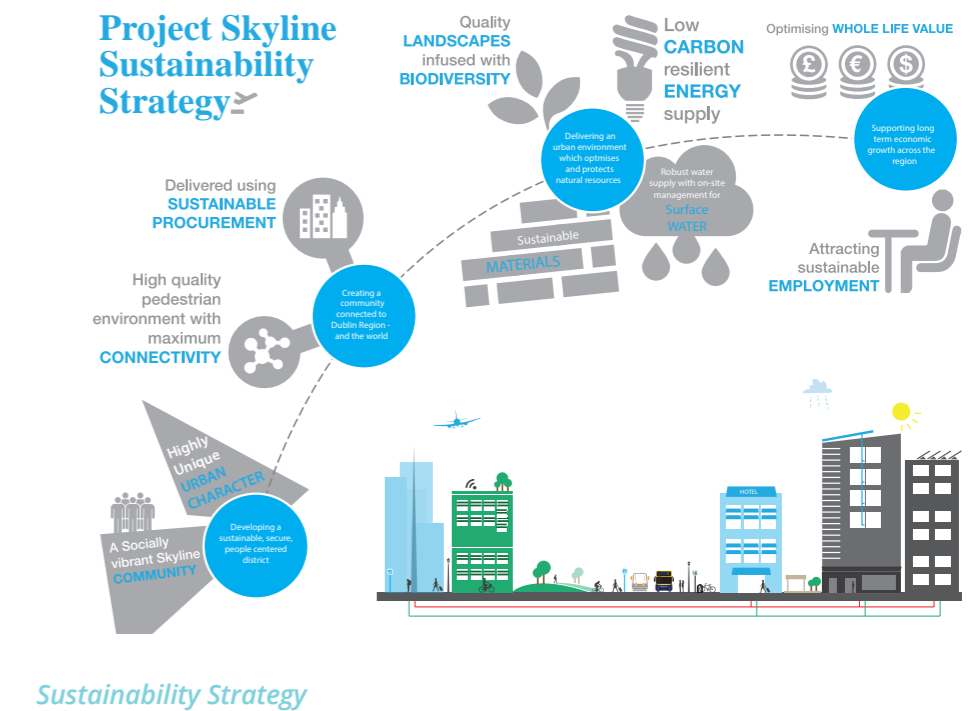 Project Skyline
Sustainability
Strategy
Quality
LANDSCAPES
infused with
BIODIVERSITY
Low
CARBON
resilient
ENERGY
supply
Optimising WHOLE LIFE VALUE
£ € $
Delivering an
urban environment
which optmises
and protects
natural resources
Supporting long
term economic
growth across the
region
Robust water
supply with on-site
management for
Surface
WATER
Sustainable
MATERIALS
Attracting
sustainable
EMPLOYMENT
Delivered using
SUSTAINABLE
PROCUREMENT
High quality
pedestrian
environment with
maximum
CONNECTIVITY
Creating a
community
connected to
Dublin Region -
and the world
Highly
Unique
URBAN
CHARACTER
A Socially
vibrant Skyline
COMMUNITY
Developing a
sustainable, secure,
people centered
district
HOTEL
Sustainability Strategy